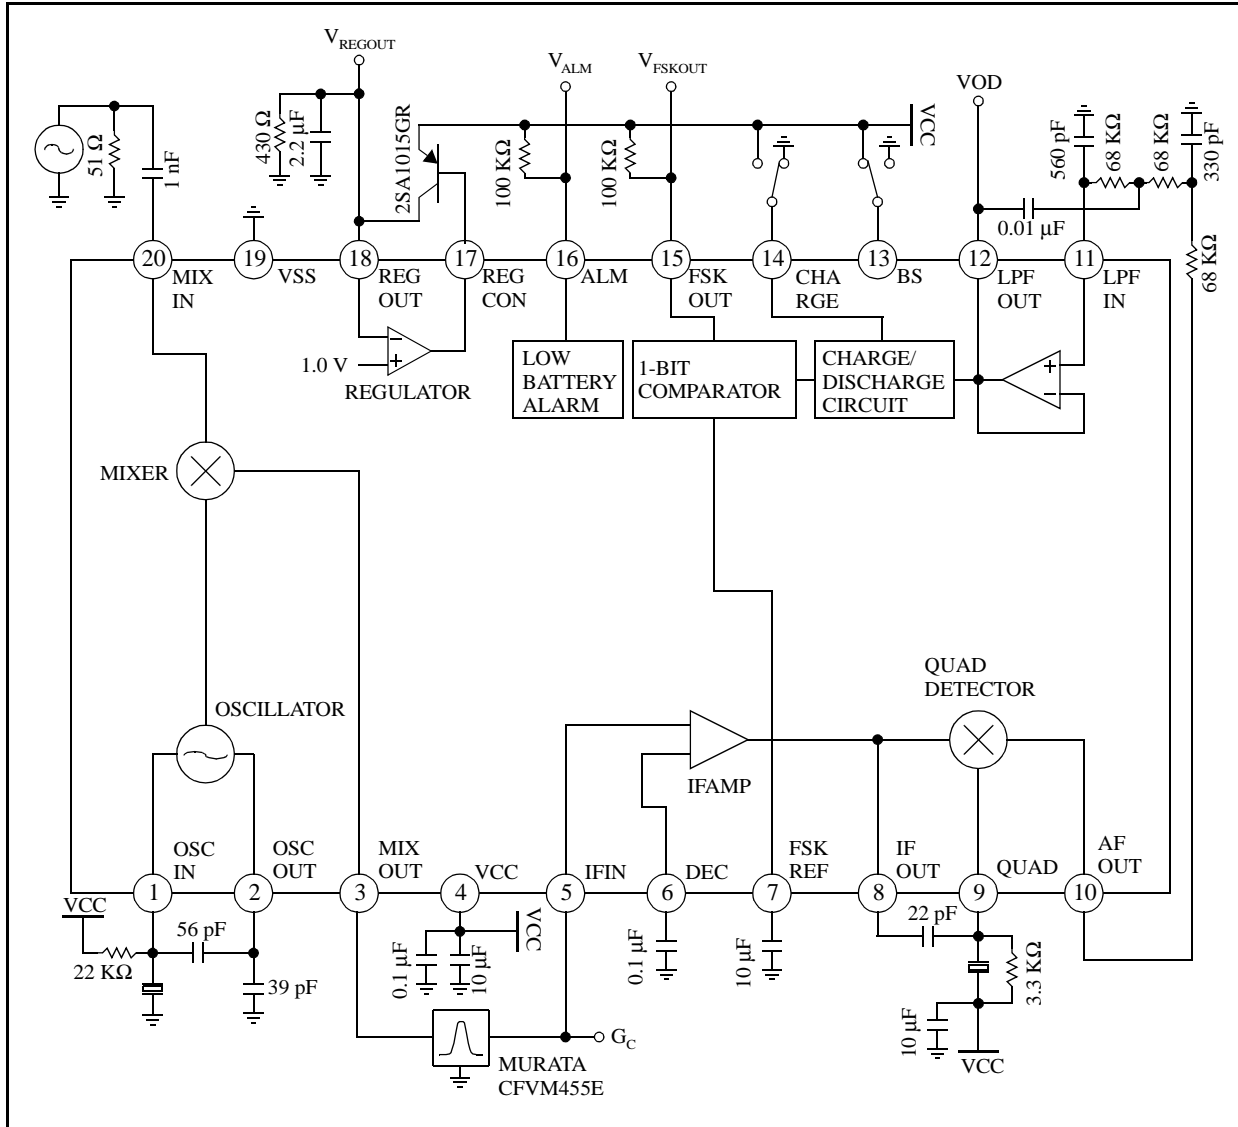 V_REGOUT
V_ALM
V_FSKOUT
VOD
51 Ω
1 nF
430 Ω
2.2 µF
2SA1015GR
100 KΩ
100 KΩ
VCC
560 pF
68 KΩ
68 KΩ
330 pF
0.01 µF
68 KΩ
20
MIX
IN
19
VSS
18
REG
OUT
17
REG
CON
16
ALM
15
FSK
OUT
14
CHA
RGE
13
BS
12
LPF
OUT
11
LPF
IN
1.0 V
−
+
REGULATOR
LOW
BATTERY
ALARM
1-BIT
COMPARATOR
CHARGE/
DISCHARGE
CIRCUIT
+
−
MIXER
OSCILLATOR
IFAMP
QUAD
DETECTOR
1
OSC
IN
2
OSC
OUT
3
MIX
OUT
4
VCC
5
IFIN
6
DEC
7
FSK
REF
8
IF
OUT
9
QUAD
10
AF
OUT
VCC
22 KΩ
56 pF
39 pF
0.1 µF
10 µF
VCC
0.1 µF
10 µF
22 pF
3.3 KΩ
10 µF
VCC
G_C
MURATA
CFVM455E